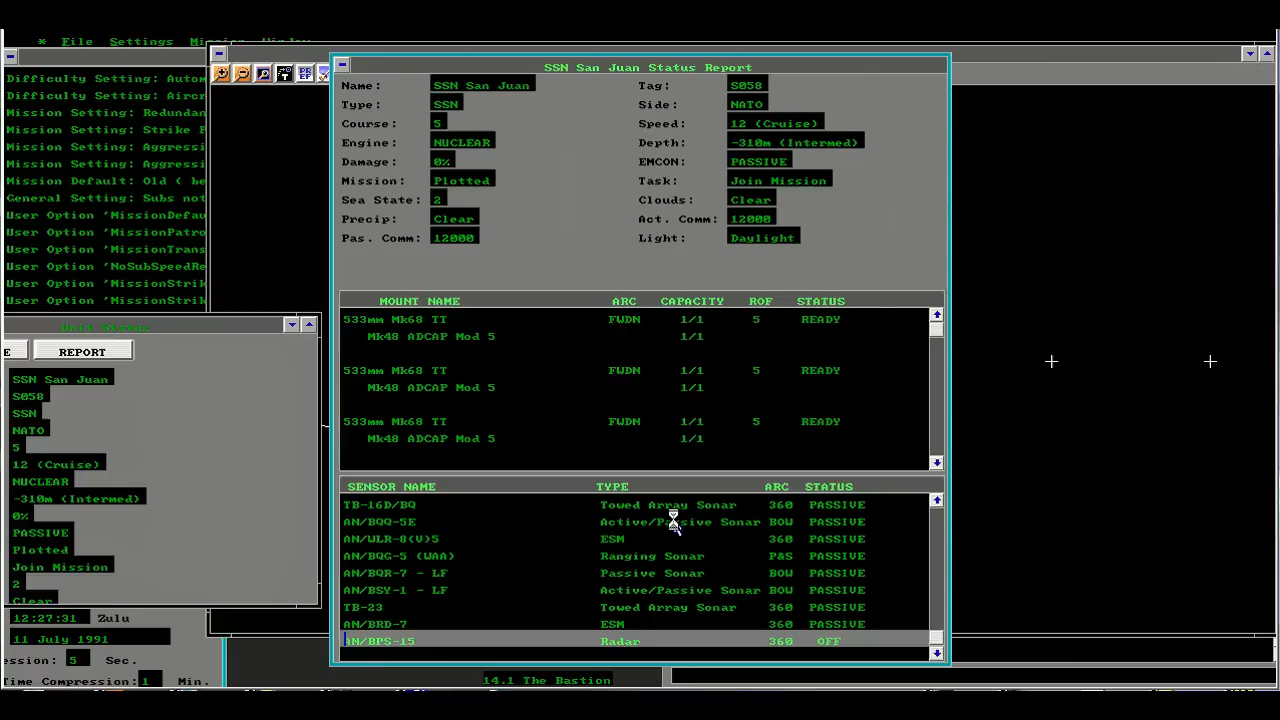 * File Settings Mission Window
Difficulty Setting: Autom
Difficulty Setting: Aircr
Mission Setting: Redundan
Mission Setting: Strike F
Mission Setting: Aggressi
Mission Setting: Aggressi
Mission Default: Old ( be
General Setting: Subs not
User Option 'MissionDefau
User Option 'MissionPatro
User Option 'MissionTrans
User Option 'NoSubSpeedRe
User Option 'MissionStrik
User Option 'MissionStrik
Unit Status
E REPORT
SSN San Juan
S058
SSN
NATO
5
12 (Cruise)
NUCLEAR
-310m (Intermed)
0%
PASSIVE
Plotted
Join Mission
2
Clear
12:27:31 Zulu
11 July 1991
ession: 5 Sec.
Time Compression: 1 Min.
SSN San Juan Status Report
Name: SSN San Juan Tag: S058
Type: SSN Side: NATO
Course: 5 Speed: 12 (Cruise)
Engine: NUCLEAR Depth: -310m (Intermed)
Damage: 0% EMCON: PASSIVE
Mission: Plotted Task: Join Mission
Sea State: 2 Clouds: Clear
Precip: Clear Act. Comm: 12000
Pas. Comm: 12000 Light: Daylight
MOUNT NAME ARC CAPACITY ROF STATUS
533mm Mk68 TT FWDN 1/1 5 READY
Mk48 ADCAP Mod 5 1/1
533mm Mk68 TT FWDN 1/1 5 READY
Mk48 ADCAP Mod 5 1/1
533mm Mk68 TT FWDN 1/1 5 READY
Mk48 ADCAP Mod 5 1/1
SENSOR NAME TYPE ARC STATUS
TB-16D/BQ Towed Array Sonar 360 PASSIVE
AN/BQQ-5E Active/Passive Sonar BOW PASSIVE
AN/WLR-8(V)5 ESM 360 PASSIVE
AN/BQG-5 (WAA) Ranging Sonar P&S PASSIVE
AN/BQR-7 - LF Passive Sonar BOW PASSIVE
AN/BSY-1 - LF Active/Passive Sonar BOW PASSIVE
TB-23 Towed Array Sonar 360 PASSIVE
AN/BRD-7 ESM 360 PASSIVE
AN/BPS-15 Radar 360 OFF
14.1 The Bastion